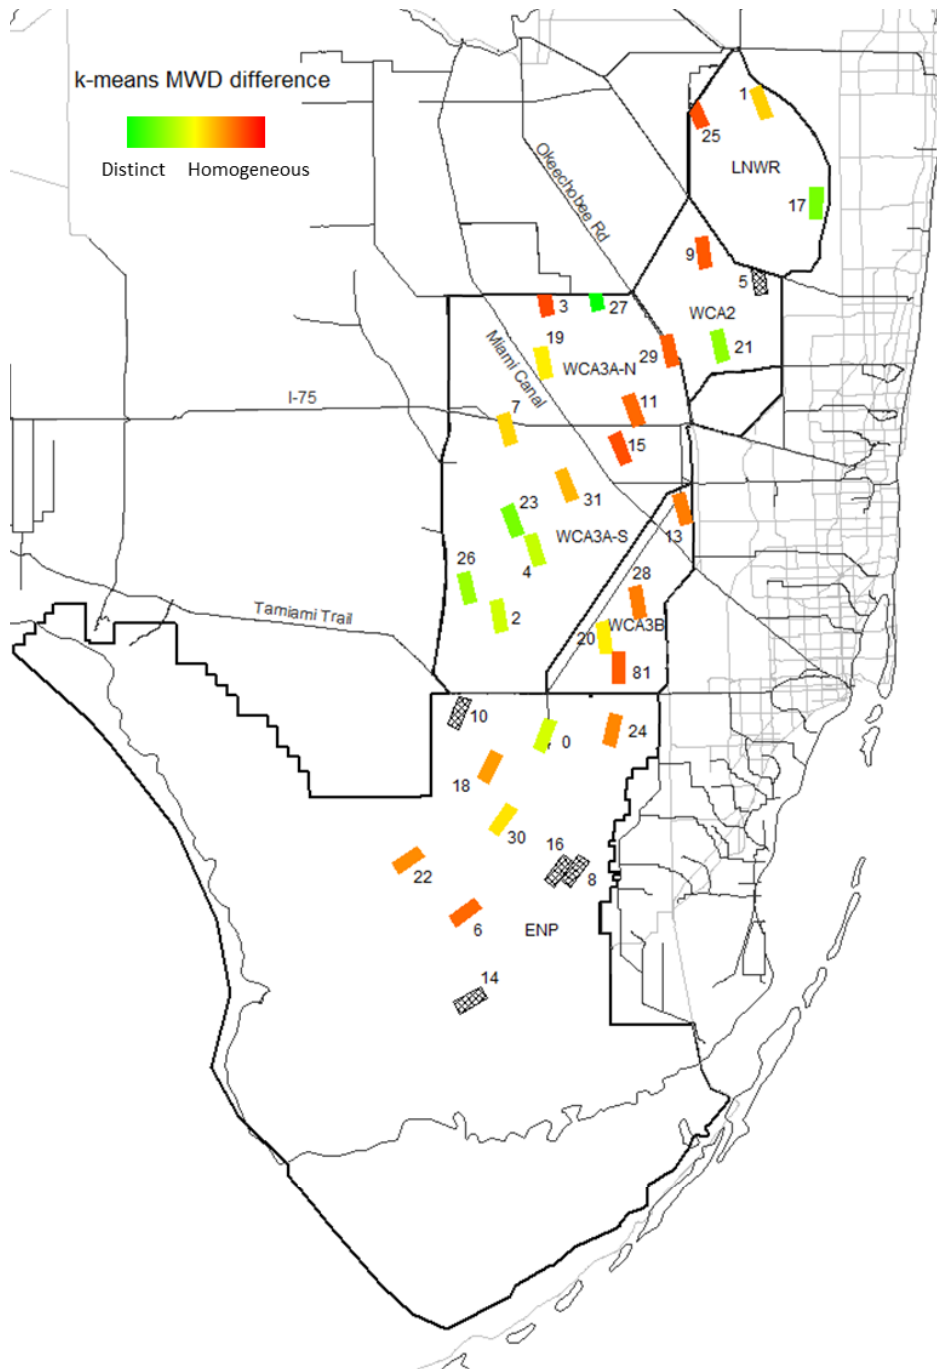 k-means MWD difference
Distinct Homogeneous
1
25
LNWR
17
Okeechobee Rd
9
5
3
27
WCA2
19
29
21
Miami Canal
WCA3A-N
I-75
7
11
15
31
23
WCA3A-S
13
4
26
28
2
Tamiami Trail
WCA3B
20
81
10
0
24
18
30
16
8
22
6
ENP
14